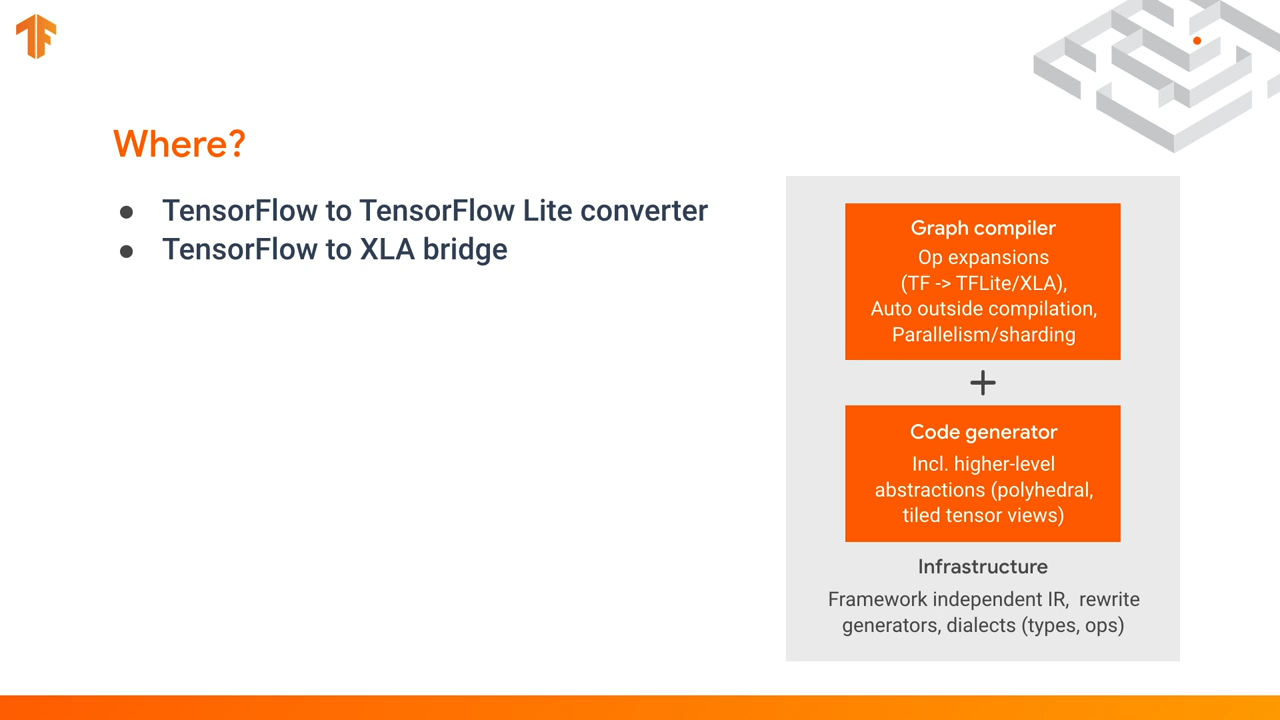 Where?
● TensorFlow to TensorFlow Lite converter
● TensorFlow to XLA bridge
Graph compiler
Op expansions
(TF -> TFLite/XLA),
Auto outside compilation,
Parallelism/sharding
+
Code generator
Incl. higher-level
abstractions (polyhedral,
tiled tensor views)
Infrastructure
Framework independent IR, rewrite
generators, dialects (types, ops)